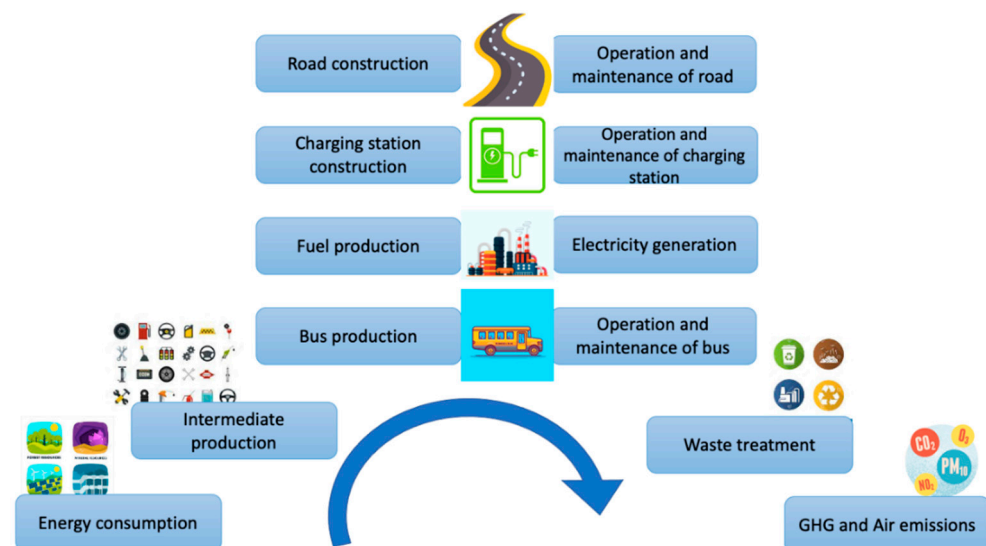 Road construction
Operation and
maintenance of road
Charging station
construction
Operation and
maintenance of charging
station
Fuel production
Electricity generation
Bus production
Operation and
maintenance of bus
Intermediate
production
Waste treatment
CO2
O3
PM10
NO2
Energy consumption
GHG and Air emissions